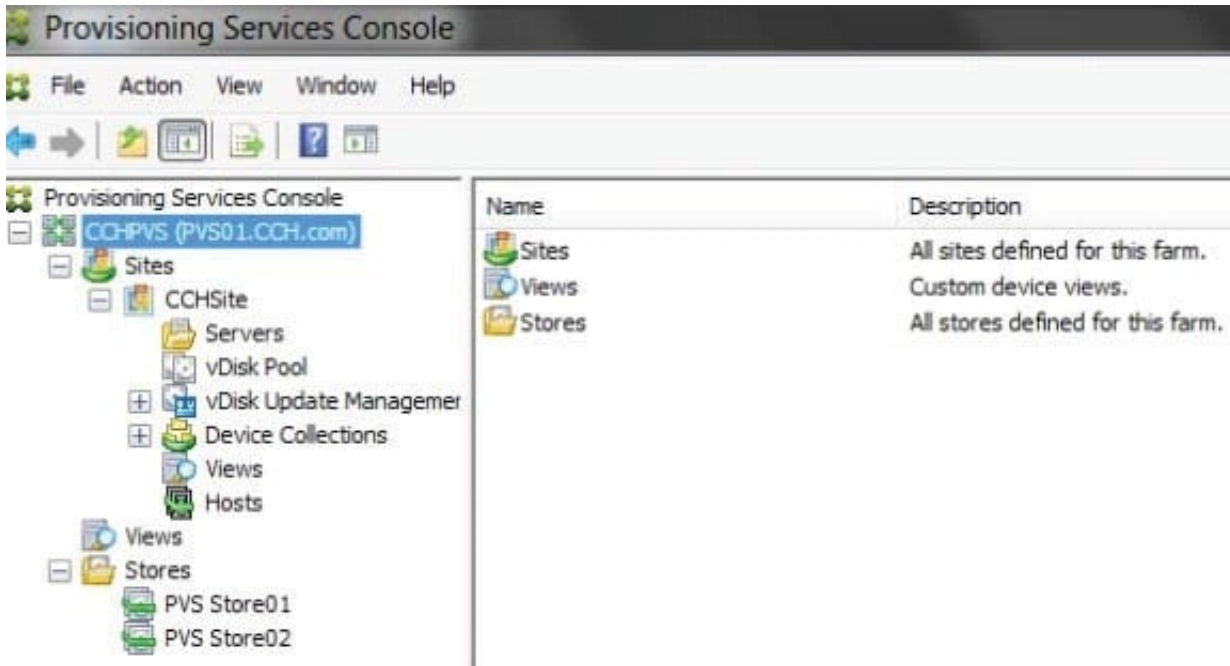 Provisioning Services Console
File Action View Window Help
Provisioning Services Console
CCHPVS (PVS01.CCH.com)
Sites
CCHSite
Servers
vDisk Pool
vDisk Update Managemer
Device Collections
Views
Hosts
Views
Stores
PVS Store01
PVS Store02
Name Description
Sites All sites defined for this farm.
Views Custom device views.
Stores All stores defined for this farm.